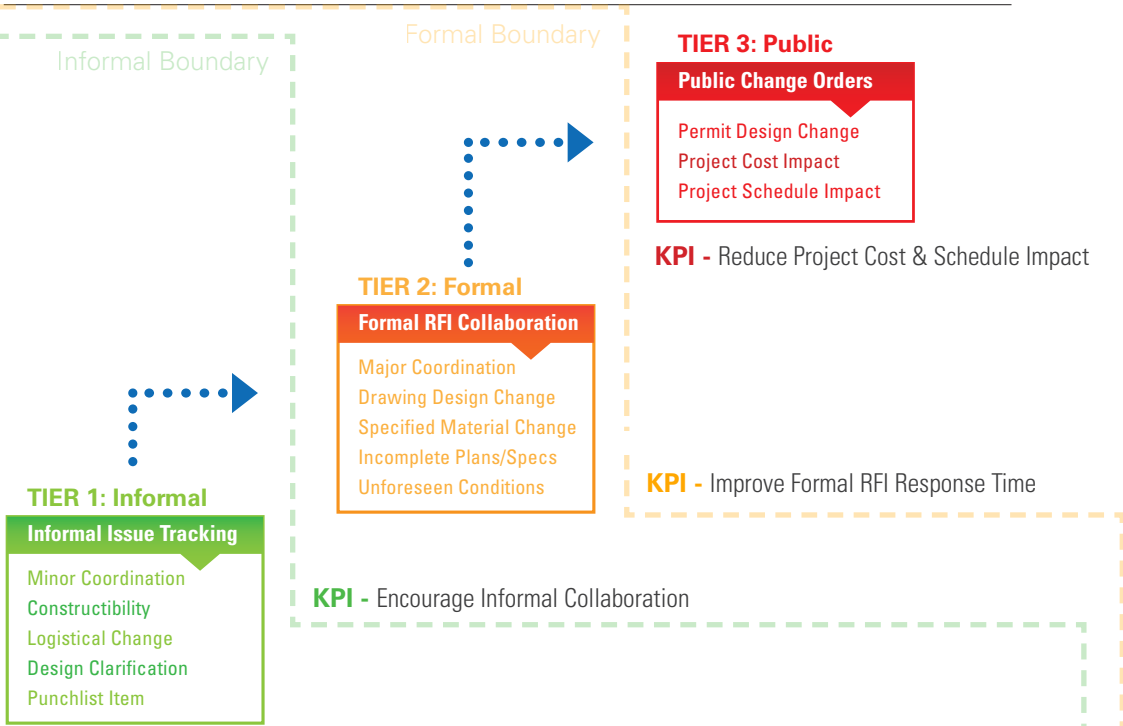 Informal Boundary
Formal Boundary
TIER 3: Public
Public Change Orders
Permit Design Change
Project Cost Impact
Project Schedule Impact
KPI - Reduce Project Cost & Schedule Impact
TIER 2: Formal
Formal RFI Collaboration
Major Coordination
Drawing Design Change
Specified Material Change
Incomplete Plans/Specs
Unforeseen Conditions
KPI - Improve Formal RFI Response Time
TIER 1: Informal
Informal Issue Tracking
Minor Coordination
Constructibility
Logistical Change
Design Clarification
Punchlist Item
KPI - Encourage Informal Collaboration